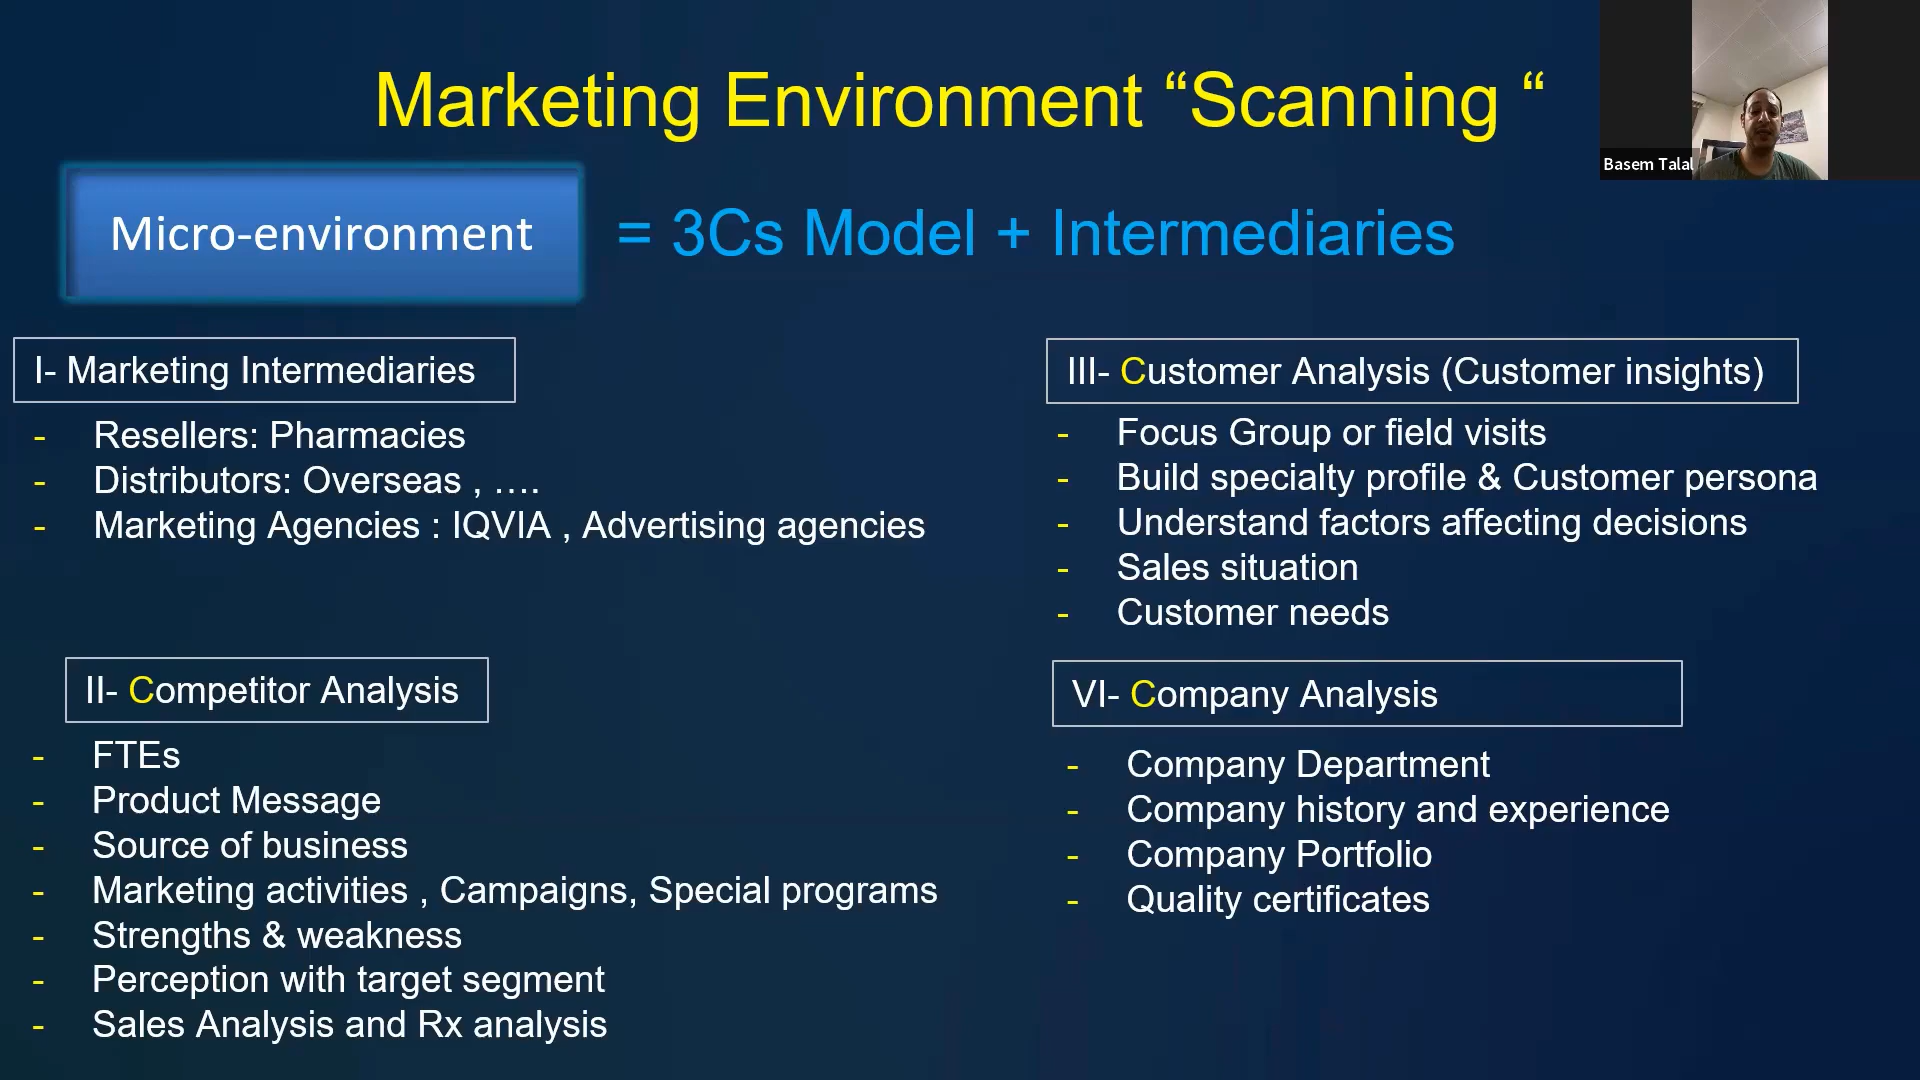 Marketing Environment “Scanning “
Basem Talal
Micro-environment
= 3Cs Model + Intermediaries
I- Marketing Intermediaries
- Resellers: Pharmacies
- Distributors: Overseas , ....
- Marketing Agencies : IQVIA , Advertising agencies
II- Competitor Analysis
- FTEs
- Product Message
- Source of business
- Marketing activities , Campaigns, Special programs
- Strengths & weakness
- Perception with target segment
- Sales Analysis and Rx analysis
III- Customer Analysis (Customer insights)
- Focus Group or field visits
- Build specialty profile & Customer persona
- Understand factors affecting decisions
- Sales situation
- Customer needs
VI- Company Analysis
- Company Department
- Company history and experience
- Company Portfolio
- Quality certificates